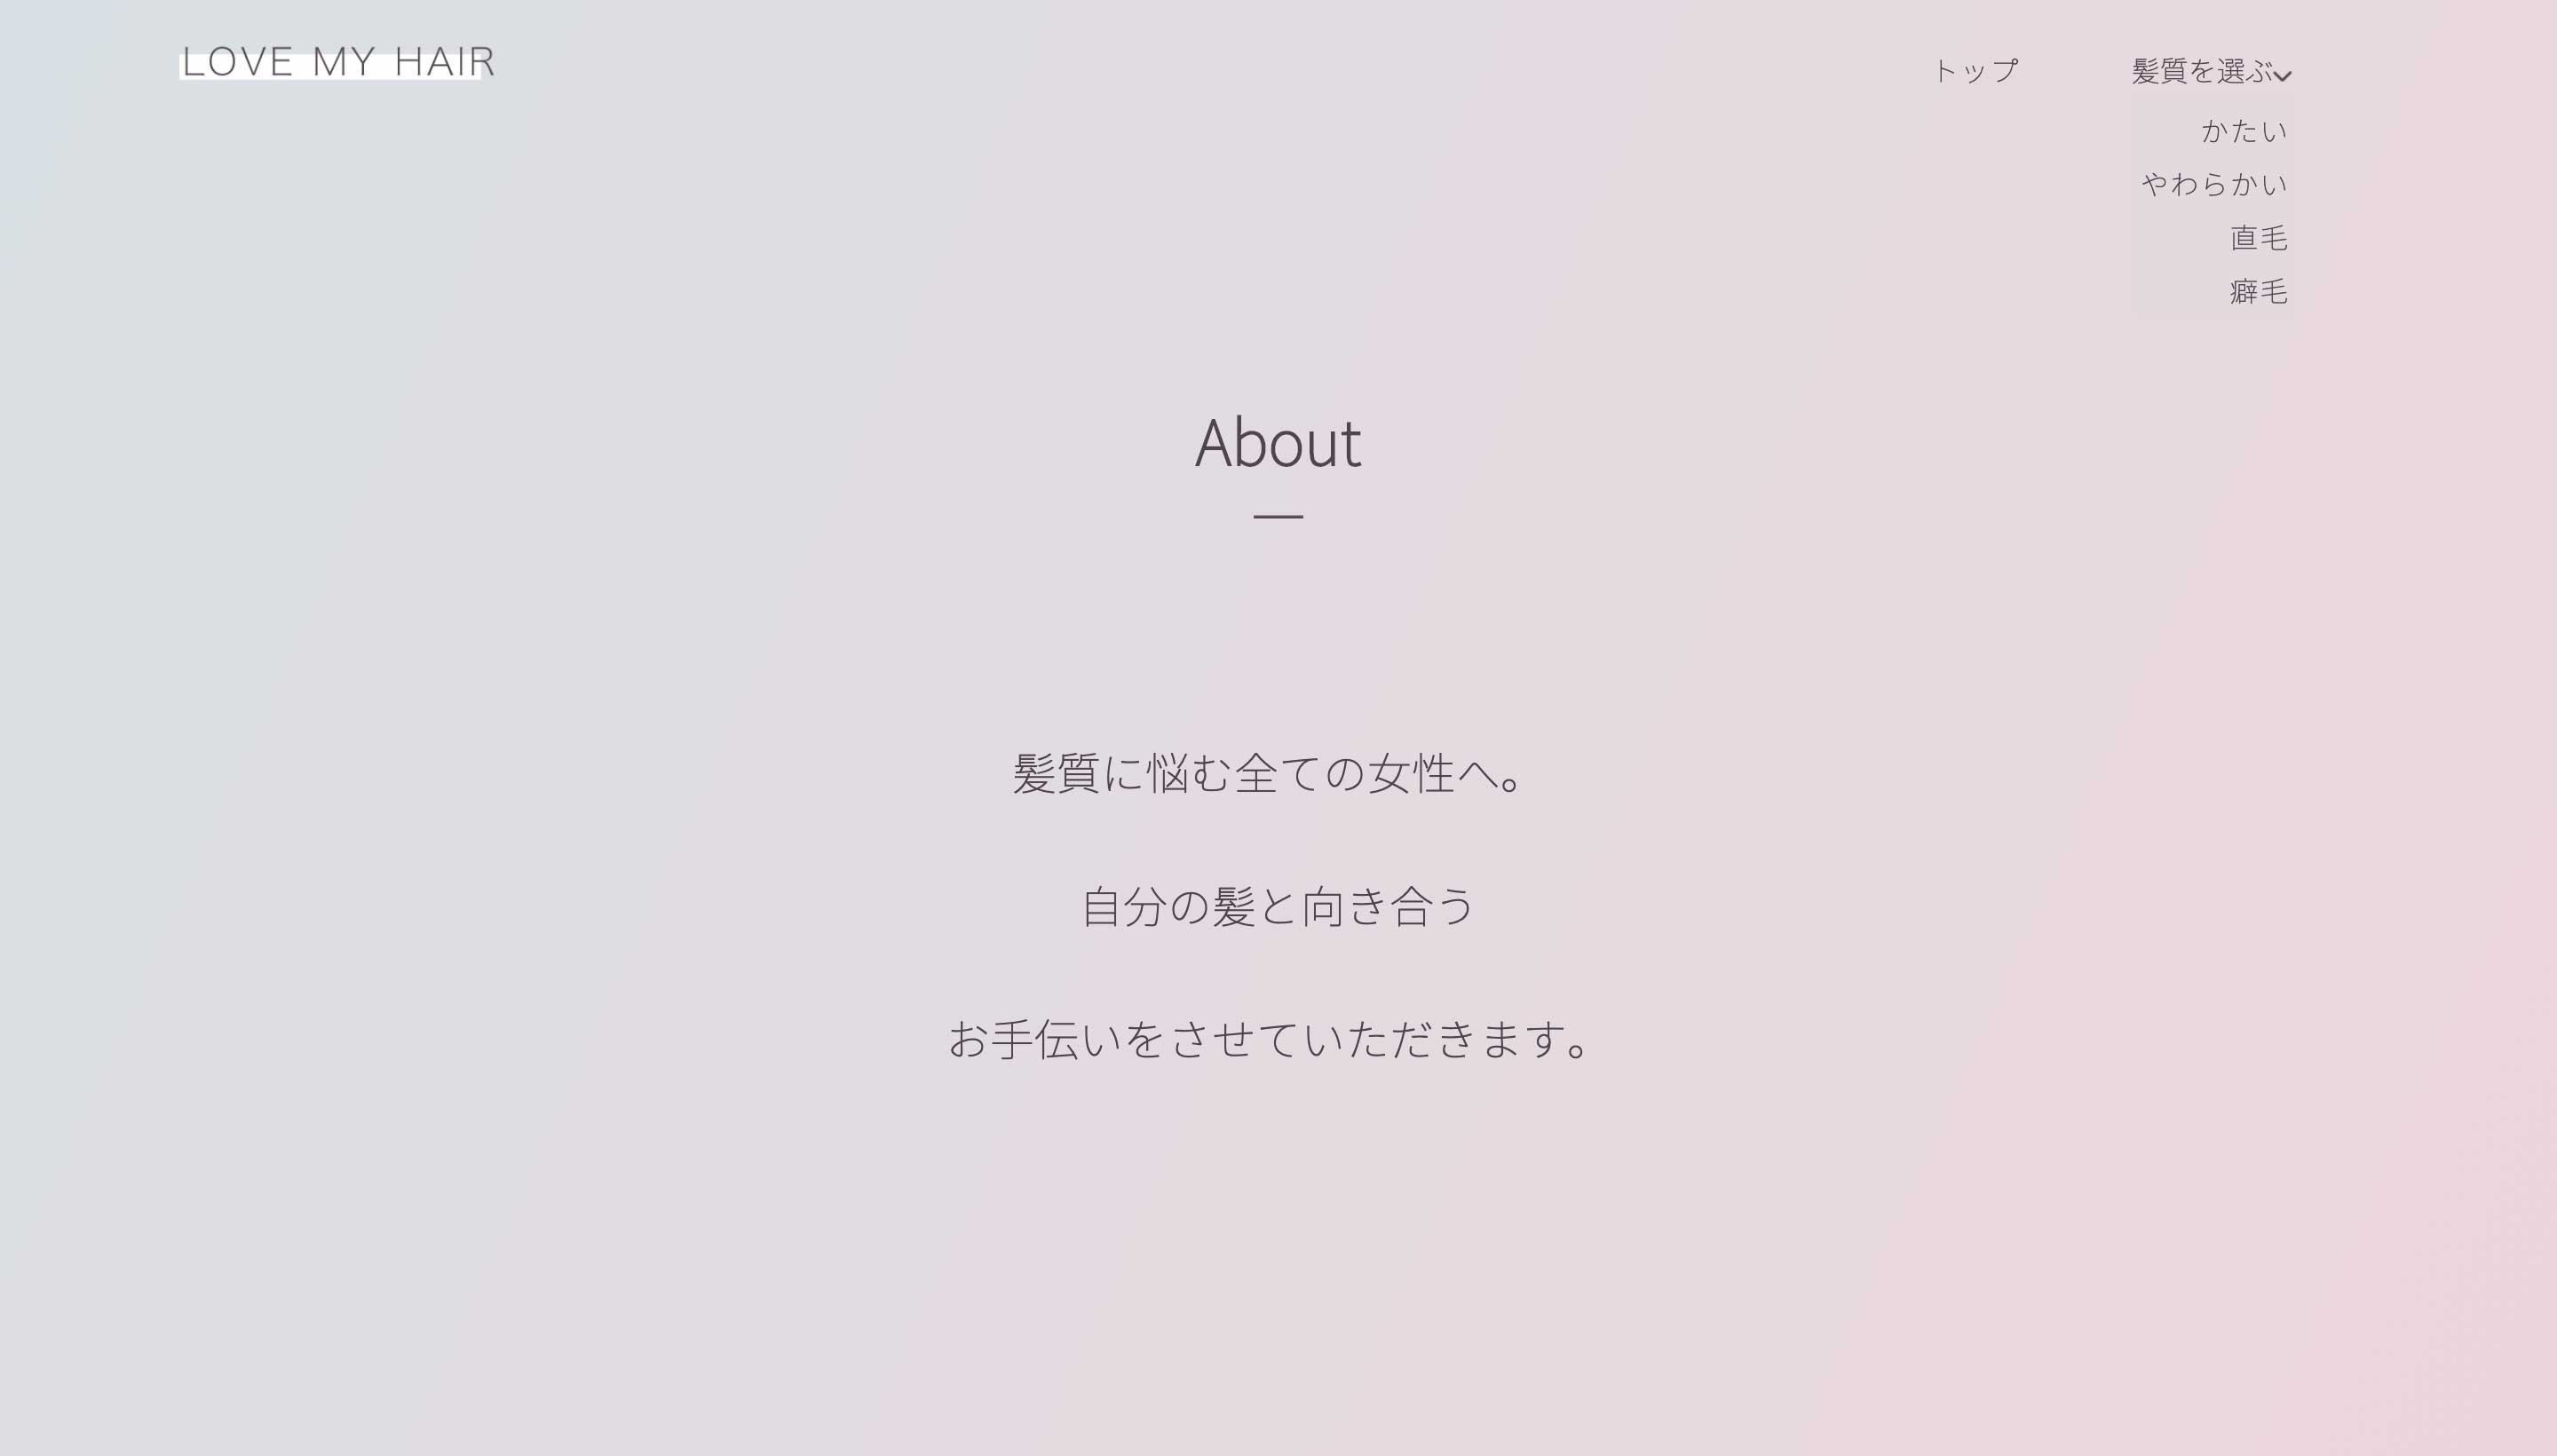 LOVE MY HAIR
トップ
髪質を選ぶ
かたい
やわらかい
直毛
癖毛
About
髪質に悩む全ての女性へ。
自分の髪と向き合う
お手伝いをさせていただきます。